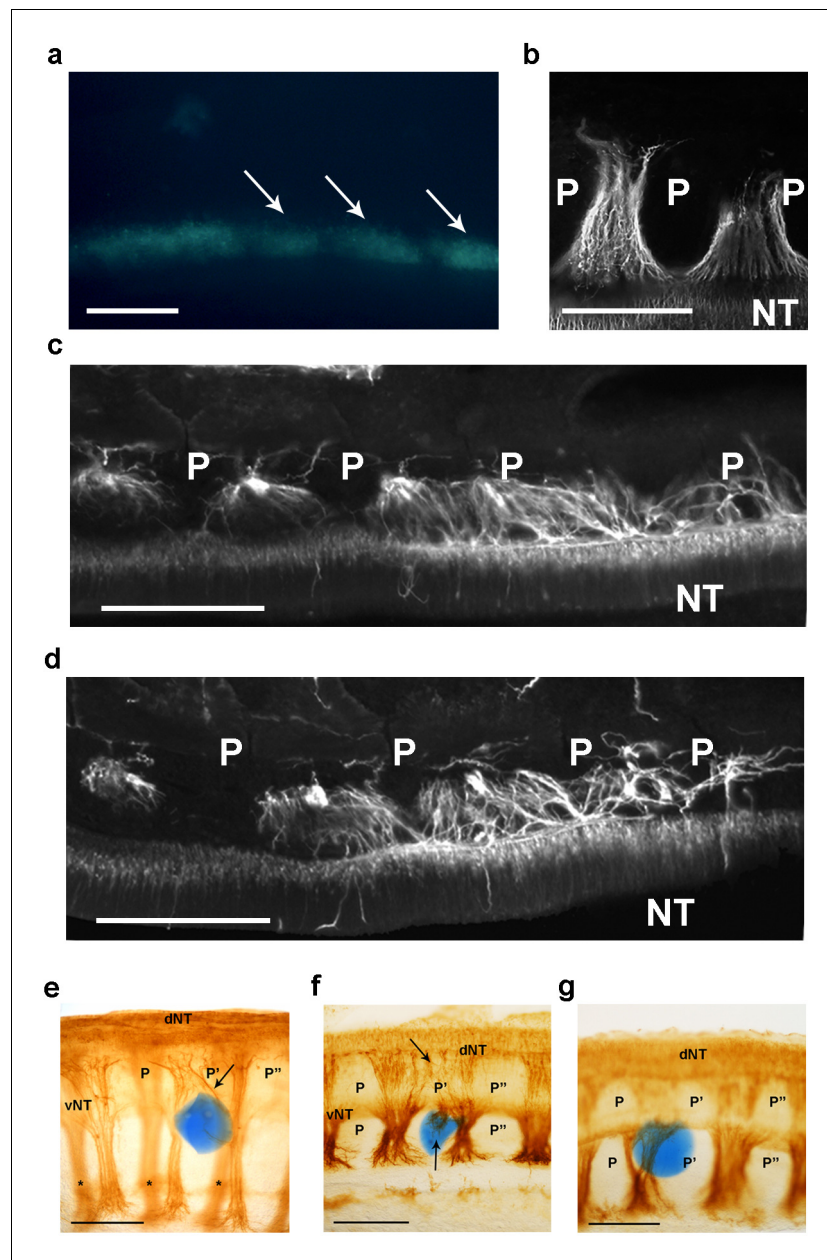 a
b
P P P
NT
c
P P P P
NT
d
P P P P
NT
e
f
g
dNT
P P' P”
vNT
* * *
dNT
P P' P”
vNT
P P”
dNT
P P' P”
P P' P”